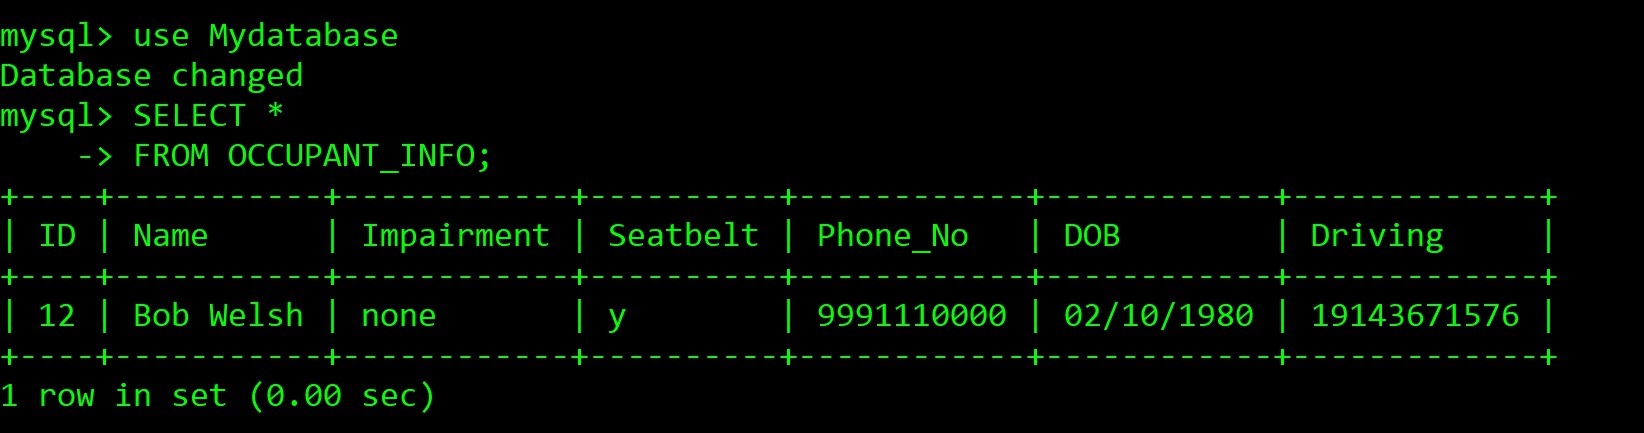 mysql> use Mydatabase
Database changed
mysql> SELECT *
    -> FROM OCCUPANT_INFO;
+----+-----------+------------+----------+------------+------------+-------------+
| ID | Name      | Impairment | Seatbelt | Phone_No   | DOB        | Driving     |
+----+-----------+------------+----------+------------+------------+-------------+
| 12 | Bob Welsh | none       | y        | 9991110000 | 02/10/1980 | 19143671576 |
+----+-----------+------------+----------+------------+------------+-------------+
1 row in set (0.00 sec)